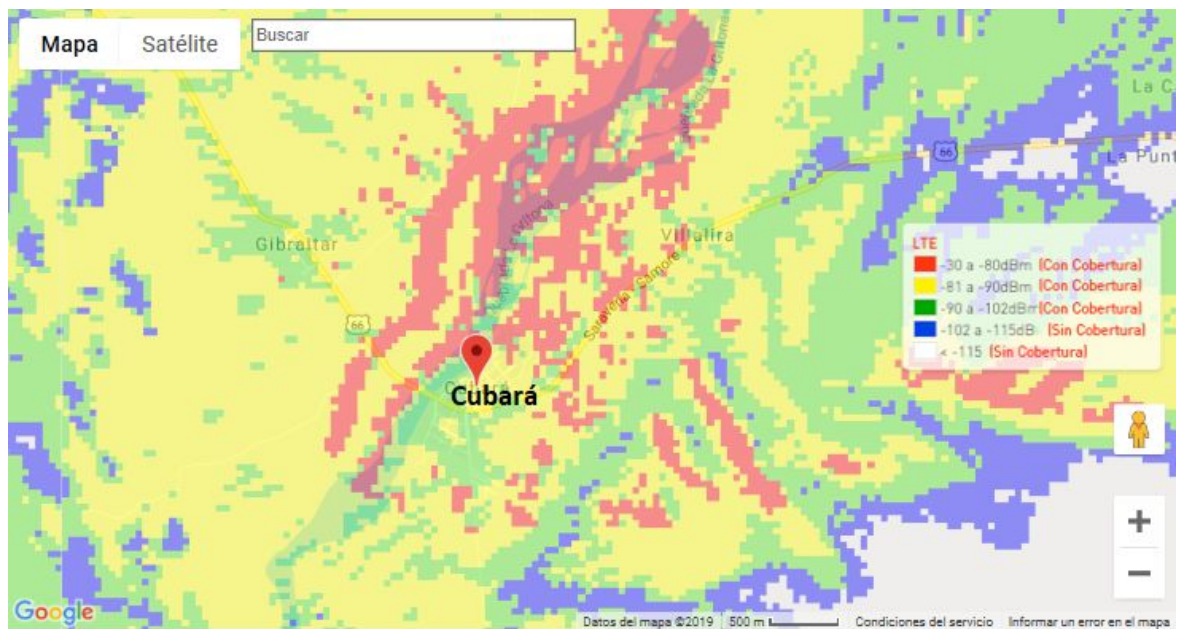 Mapa
Satélite
Buscar
La C
66
La Punt
Gibraltar
Villalira
LTE
-30 a -80dBm (Con Cobertura)
-81 a -90dBm (Con Cobertura)
-90 a -102dBm (Con Cobertura)
-102 a -115dB (Sin Cobertura)
< -115 (Sin Cobertura)
Saravena - Samore
66
Cubará
Google
Datos del mapa ©2019
500 m
Condiciones del servicio
Informar un error en el mapa